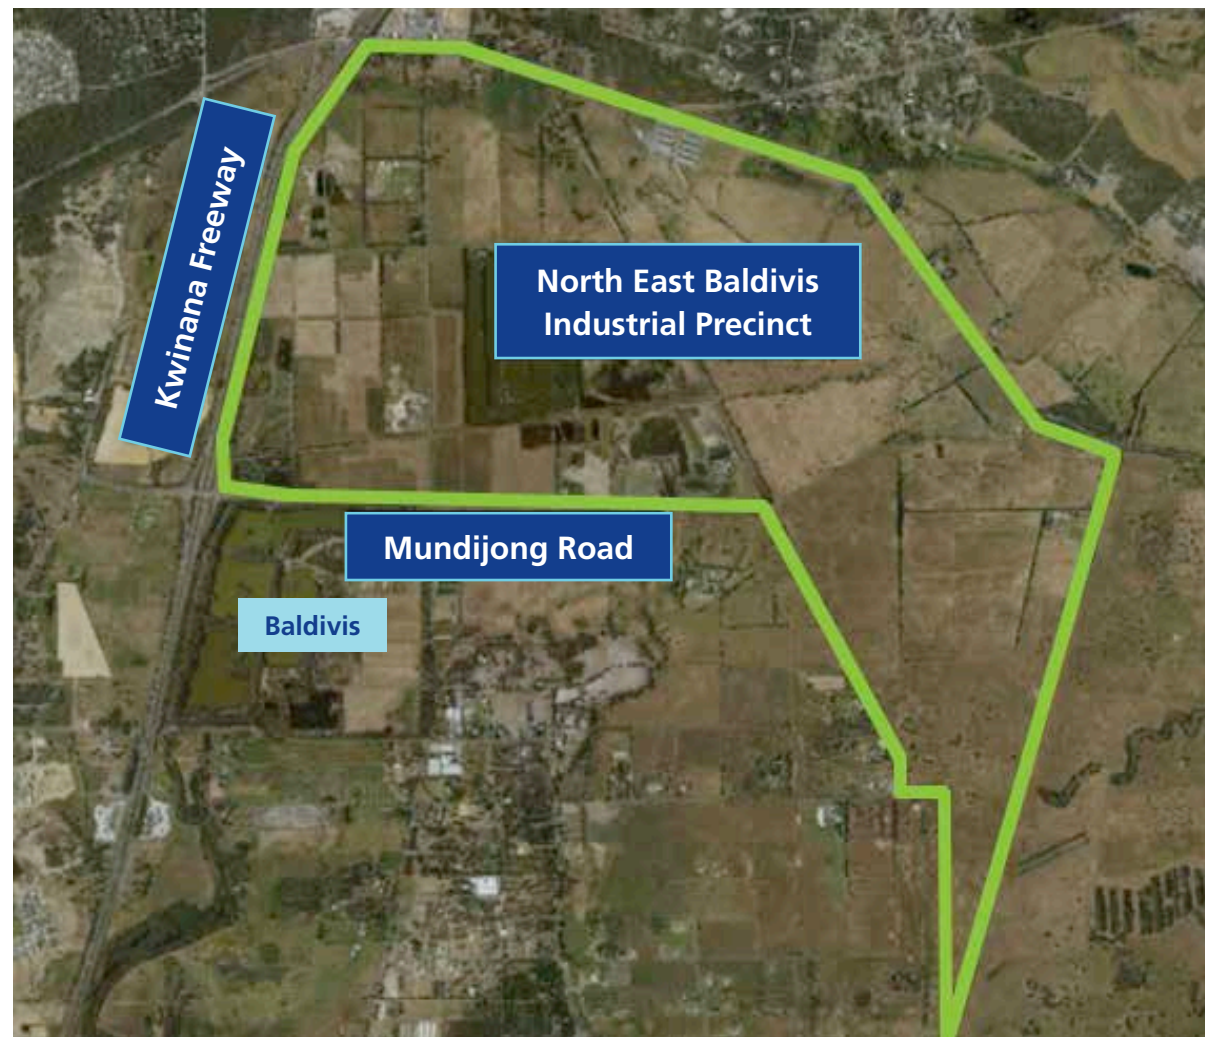 Kwinana Freeway
North East Baldivis
Industrial Precinct
Mundijong Road
Baldivis